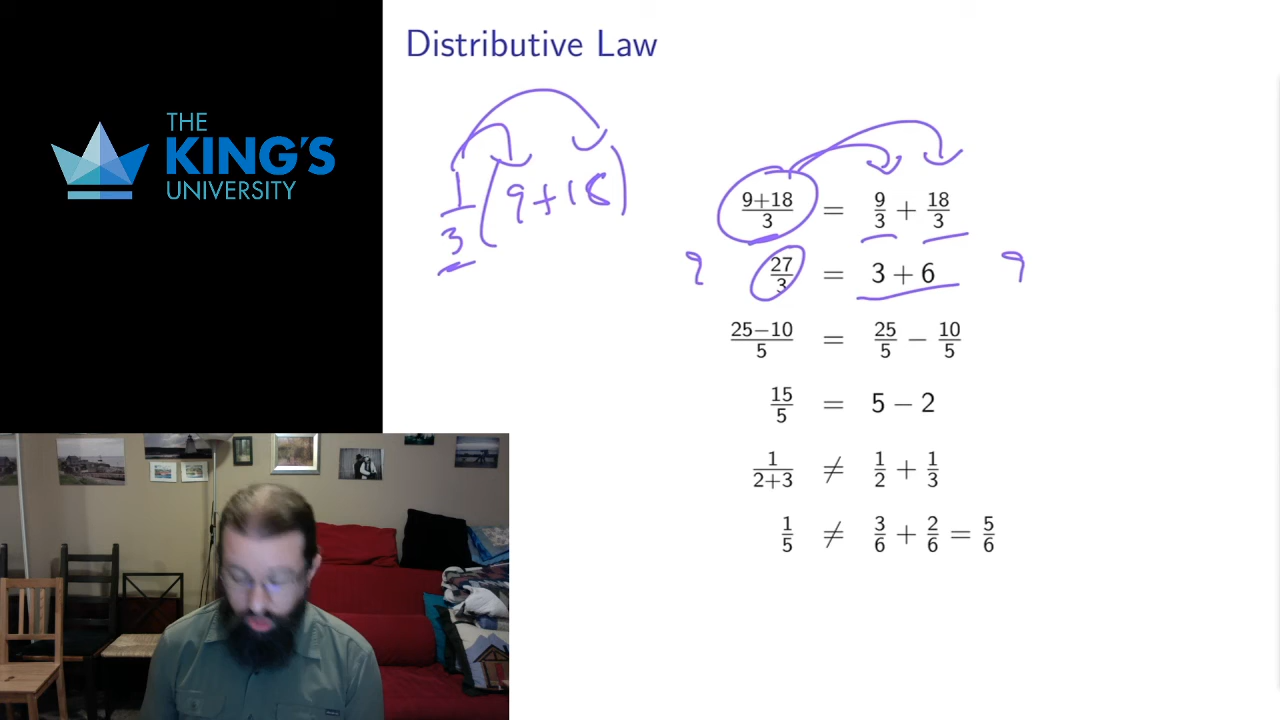 Distributive Law
THE
KING'S
UNIVERSITY
1/3 (9+18)
(9+18)/3 = 9/3 + 18/3
9 27/3 = 3 + 6 9
(25−10)/5 = 25/5 − 10/5
15/5 = 5 − 2
1/(2+3) ≠ 1/2 + 1/3
1/5 ≠ 3/6 + 2/6 = 5/6